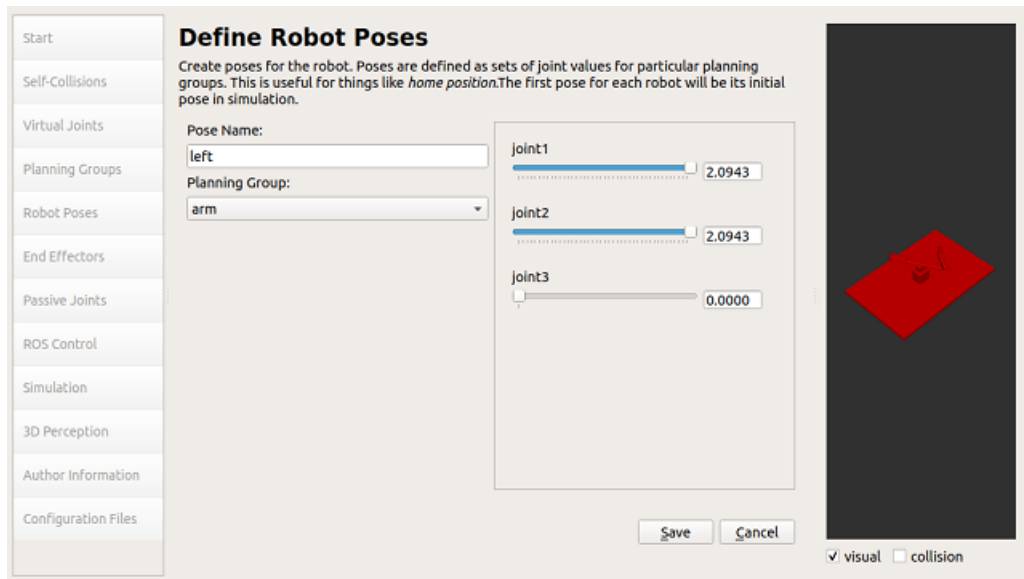 Start
Self-Collisions
Virtual Joints
Planning Groups
Robot Poses
End Effectors
Passive Joints
ROS Control
Simulation
3D Perception
Author Information
Configuration Files
Define Robot Poses
Create poses for the robot. Poses are defined as sets of joint values for particular planning
groups. This is useful for things like home position.The first pose for each robot will be its initial
pose in simulation.
Pose Name:
left
Planning Group:
arm
joint1
2.0943
joint2
2.0943
joint3
0.0000
Save
Cancel
visual
collision